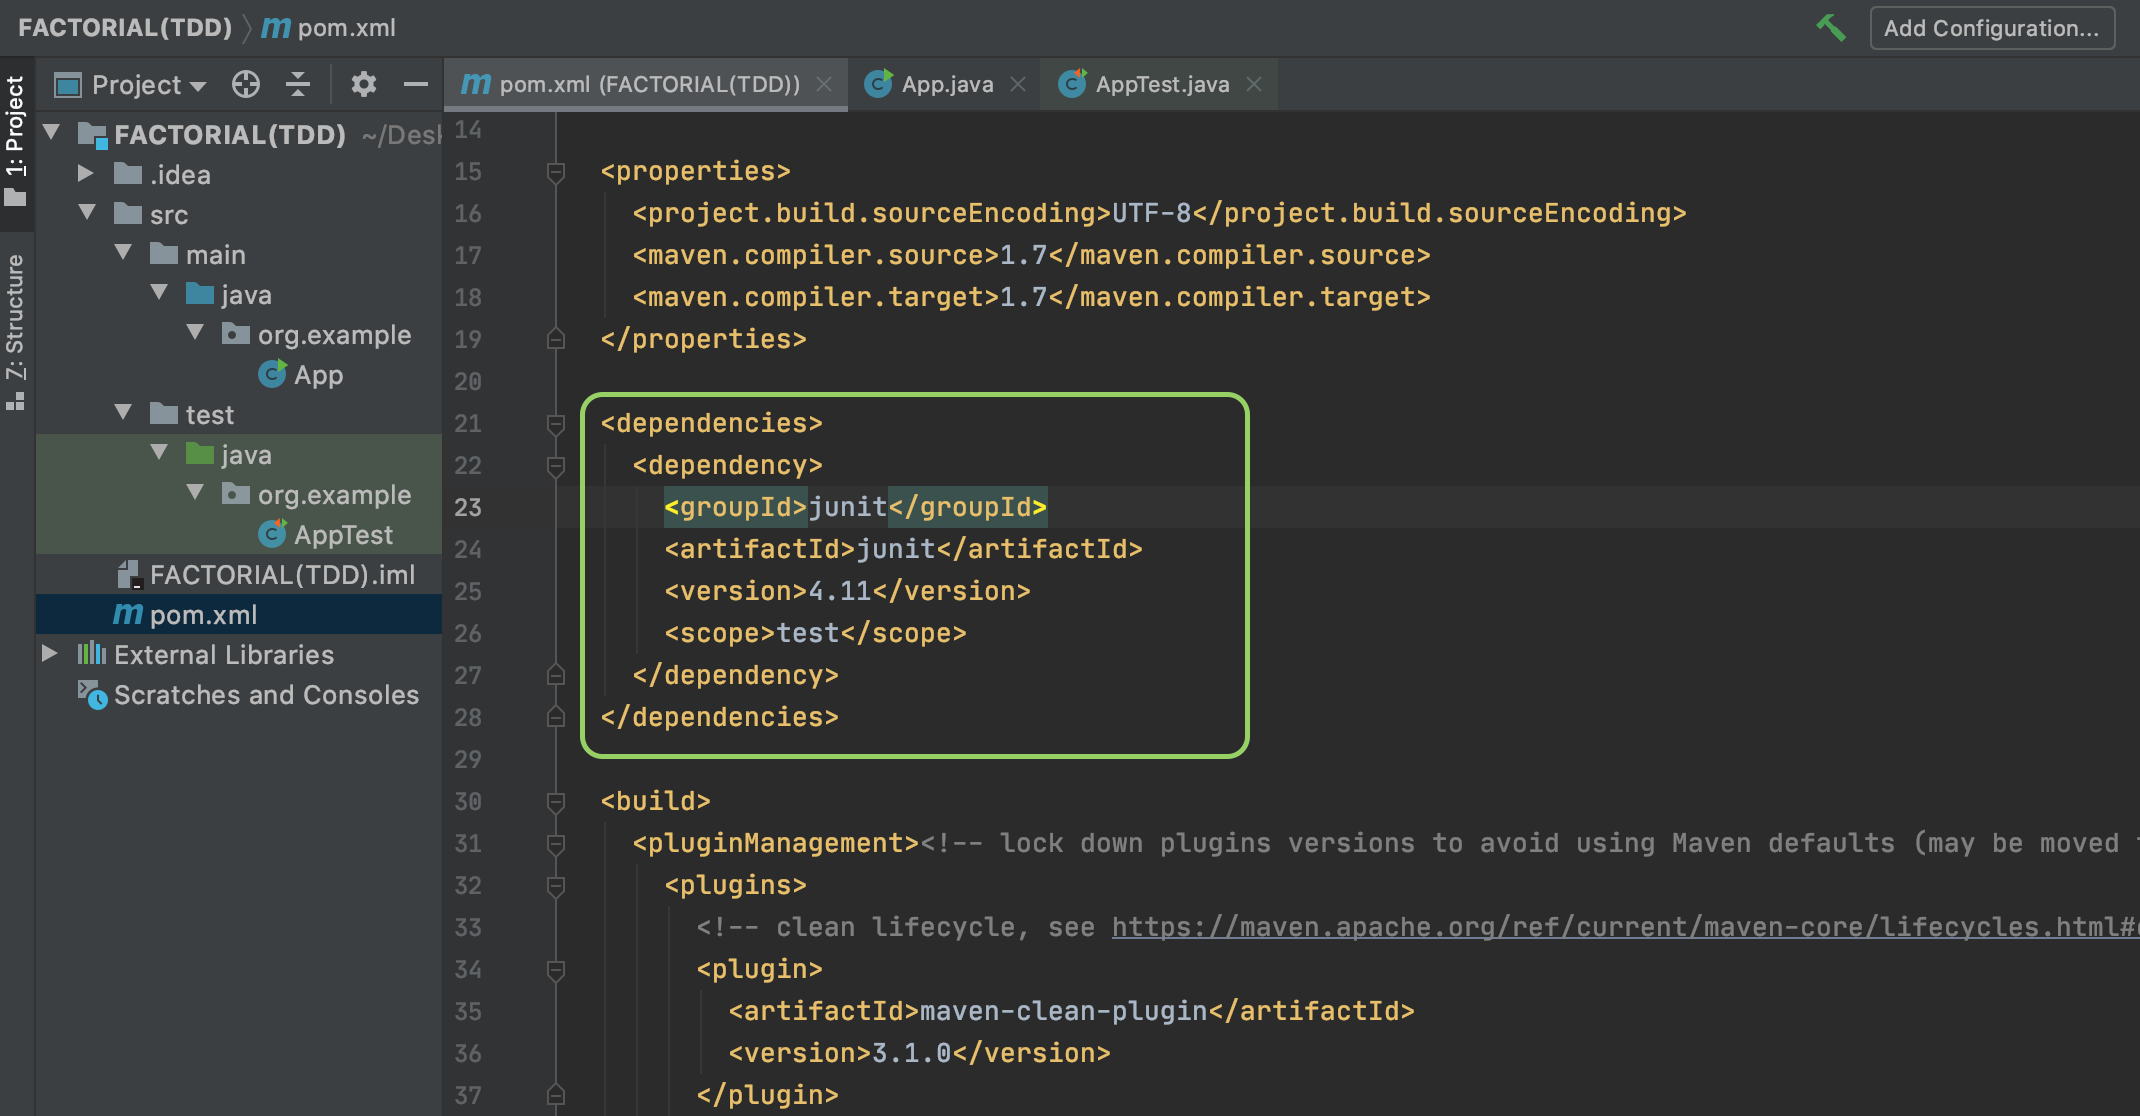 FACTORIAL(TDD) pom.xml
Add Configuration...
1: Project
7: Structure
Project
FACTORIAL(TDD) ~/Desk
.idea
src
main
java
org.example
App
test
java
org.example
AppTest
FACTORIAL(TDD).iml
pom.xml
External Libraries
Scratches and Consoles
pom.xml (FACTORIAL(TDD)) App.java AppTest.java
14
15 <properties>
16 <project.build.sourceEncoding>UTF-8</project.build.sourceEncoding>
17 <maven.compiler.source>1.7</maven.compiler.source>
18 <maven.compiler.target>1.7</maven.compiler.target>
19 </properties>
20
21 <dependencies>
22 <dependency>
23 <groupId>junit</groupId>
24 <artifactId>junit</artifactId>
25 <version>4.11</version>
26 <scope>test</scope>
27 </dependency>
28 </dependencies>
29
30 <build>
31 <pluginManagement><!-- lock down plugins versions to avoid using Maven defaults (may be moved
32 <plugins>
33 <!-- clean lifecycle, see https://maven.apache.org/ref/current/maven-core/lifecycles.html#
34 <plugin>
35 <artifactId>maven-clean-plugin</artifactId>
36 <version>3.1.0</version>
37 </plugin>